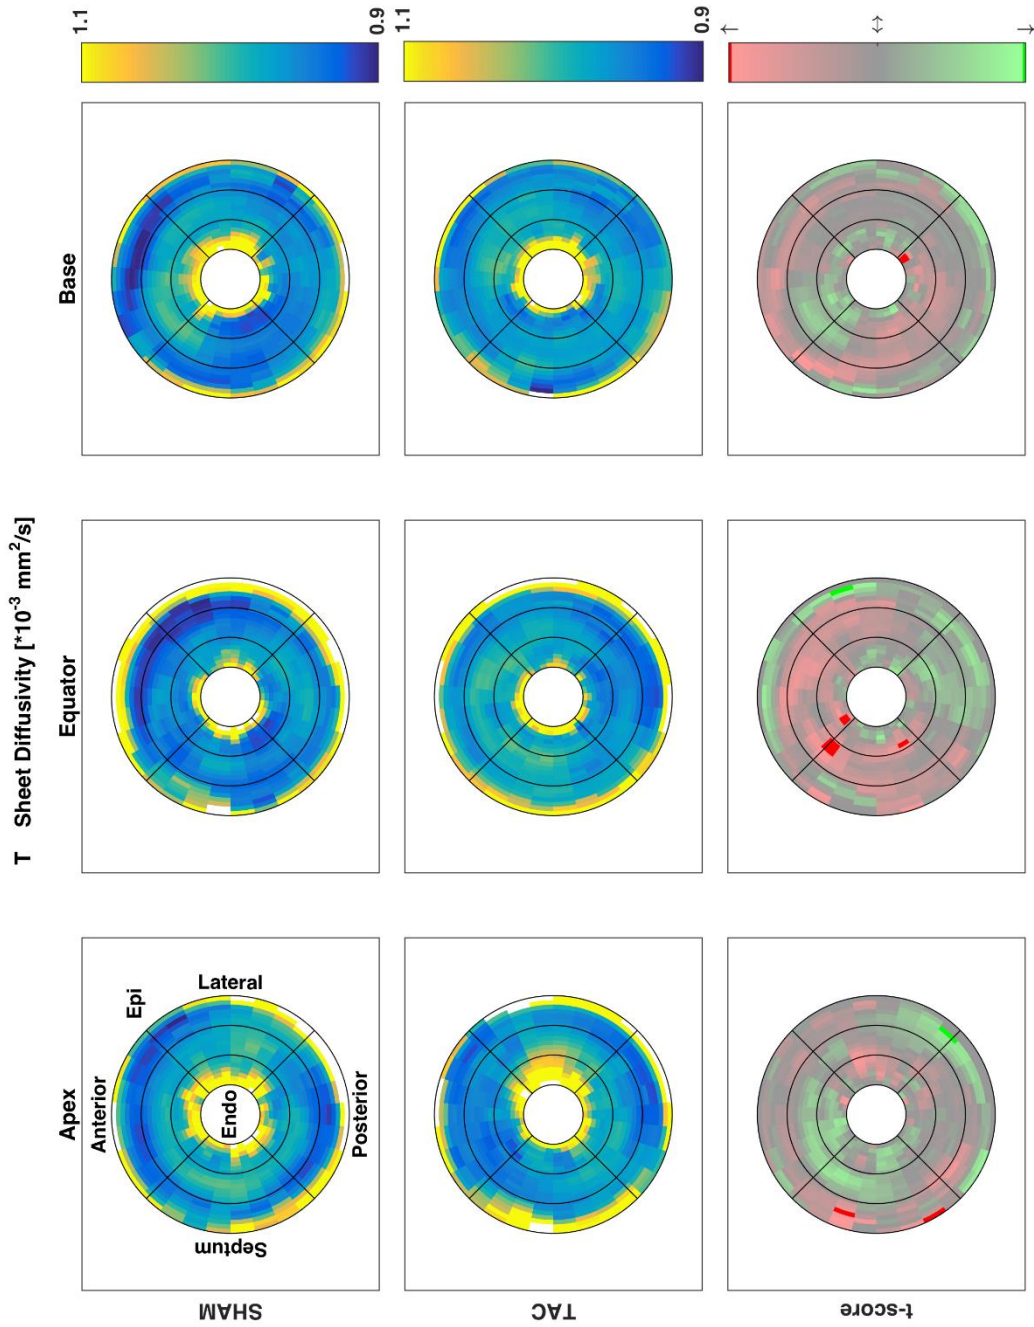 T Sheet Diffusivity [*10⁻³ mm²/s]
Apex
Equator
Base
SHAM
Anterior
Epi
Lateral
Endo
Septum
Posterior
1.1
0.9
TAC
1.1
0.9
t-score
↑
↔
↓